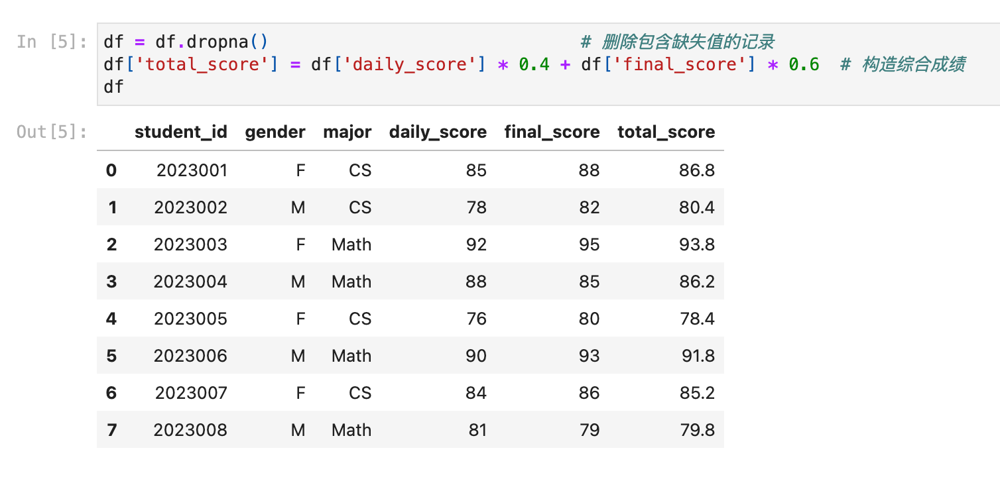 In [5]: df = df.dropna() # 删除包含缺失值的记录
df['total_score'] = df['daily_score'] * 0.4 + df['final_score'] * 0.6 # 构造综合成绩
df
Out[5]: student_id gender major daily_score final_score total_score
0 2023001 F CS 85 88 86.8
1 2023002 M CS 78 82 80.4
2 2023003 F Math 92 95 93.8
3 2023004 M Math 88 85 86.2
4 2023005 F CS 76 80 78.4
5 2023006 M Math 90 93 91.8
6 2023007 F CS 84 86 85.2
7 2023008 M Math 81 79 79.8